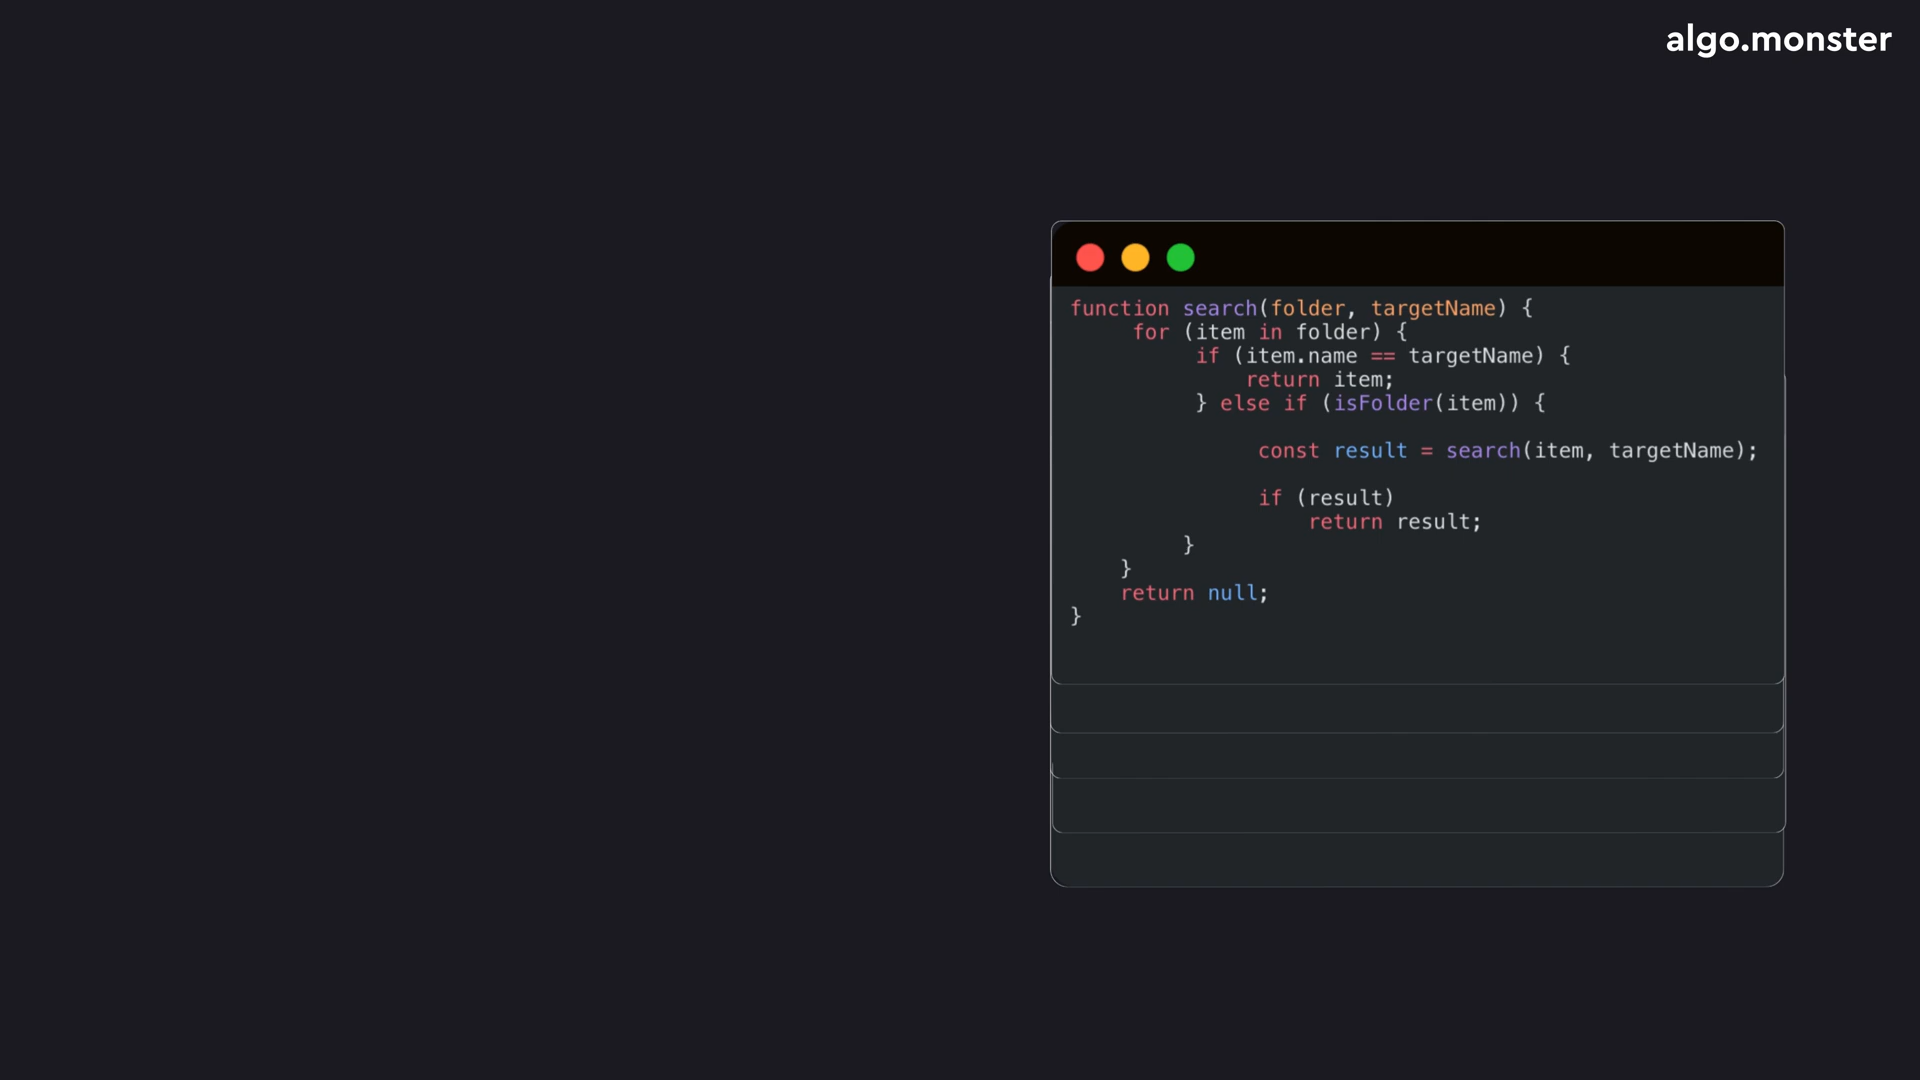 algo.monster
function search(folder, targetName) {
for (item in folder) {
if (item.name == targetName) {
return item;
} else if (isFolder(item)) {
const result = search(item, targetName);
if (result)
return result;
}
}
return null;
}